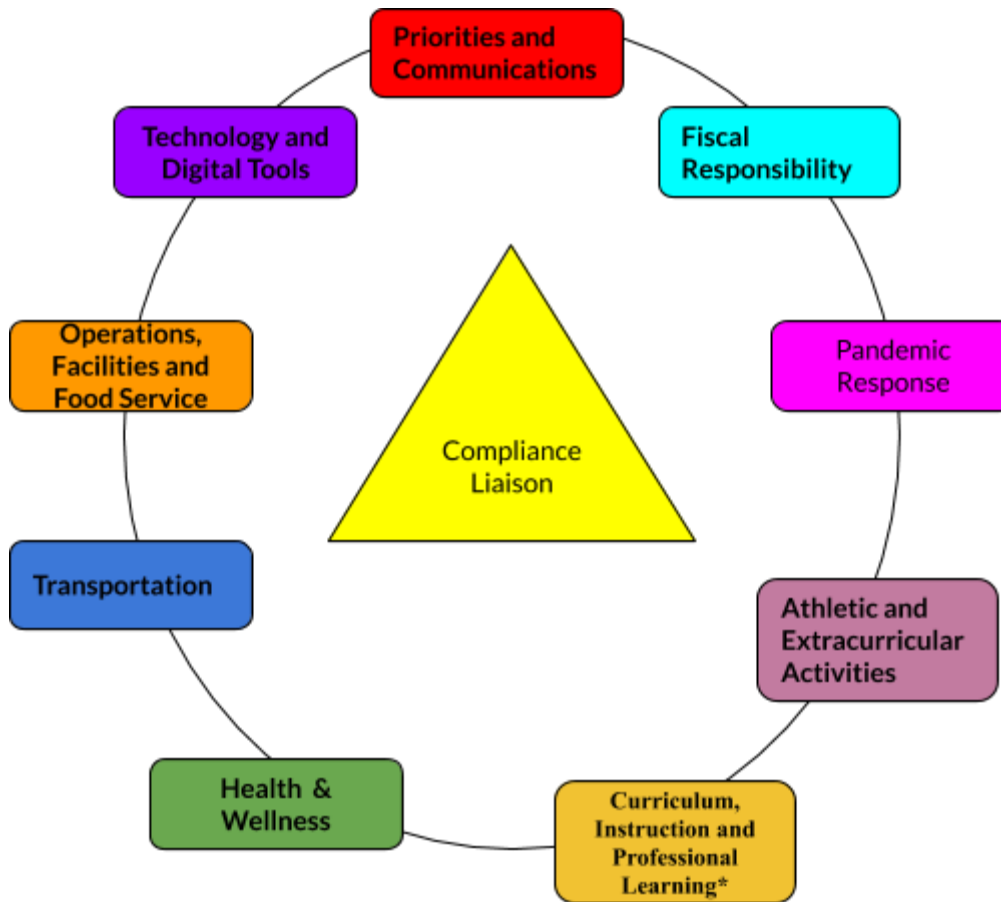 Priorities and
Communications
Technology and
Digital Tools
Fiscal
Responsibility
Operations,
Facilities and
Food Service
Pandemic
Response
Compliance
Liaison
Transportation
Athletic and
Extracurricular
Activities
Health &
Wellness
Curriculum,
Instruction and
Professional
Learning*